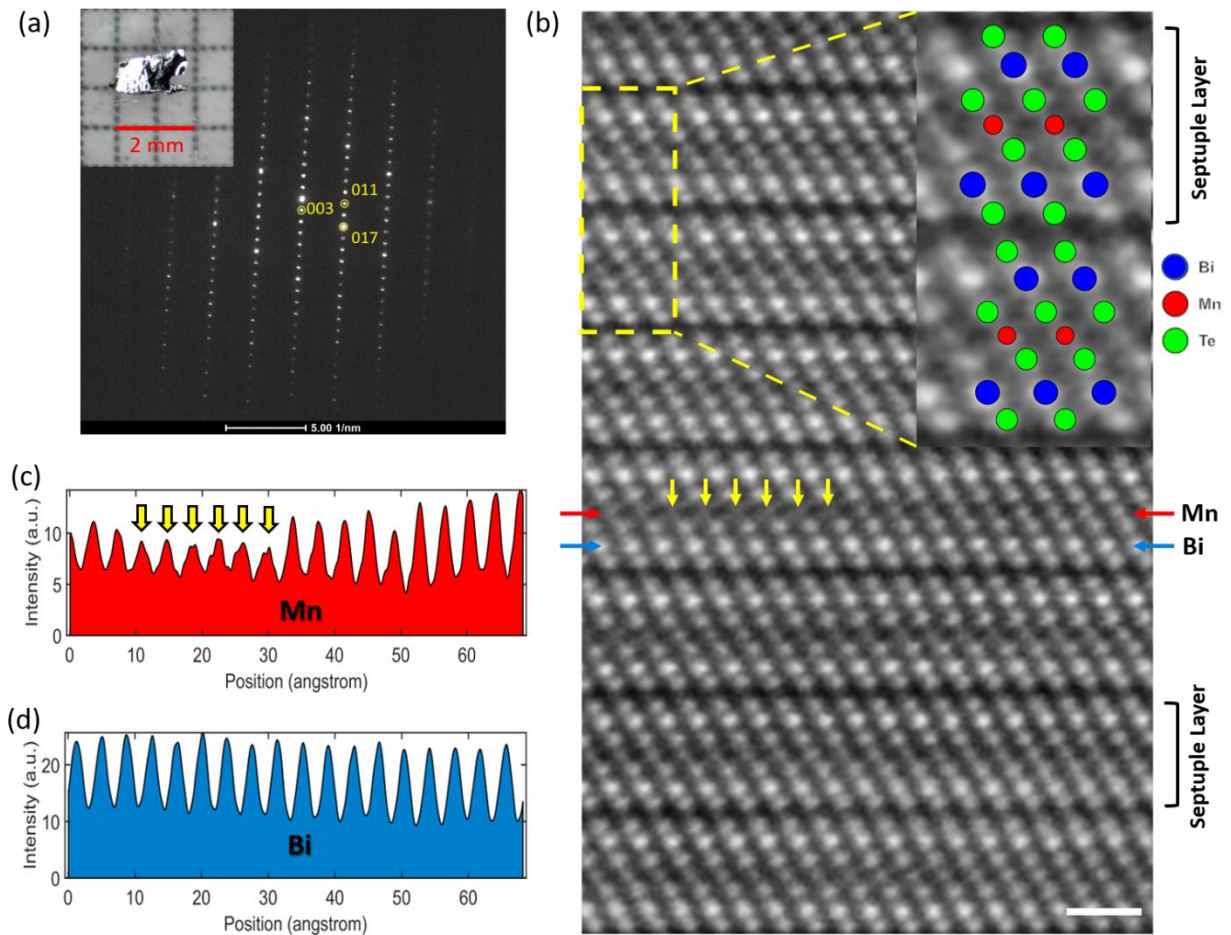 (a)
2 mm
003
011
017
5.00 1/nm
(b)
Septuple Layer
Bi
Mn
Te
Mn
Bi
Septuple Layer
(c)
Intensity (a.u.)
10
5
0
Mn
0 10 20 30 40 50 60
Position (angstrom)
(d)
Intensity (a.u.)
20
10
0
Bi
0 10 20 30 40 50 60
Position (angstrom)